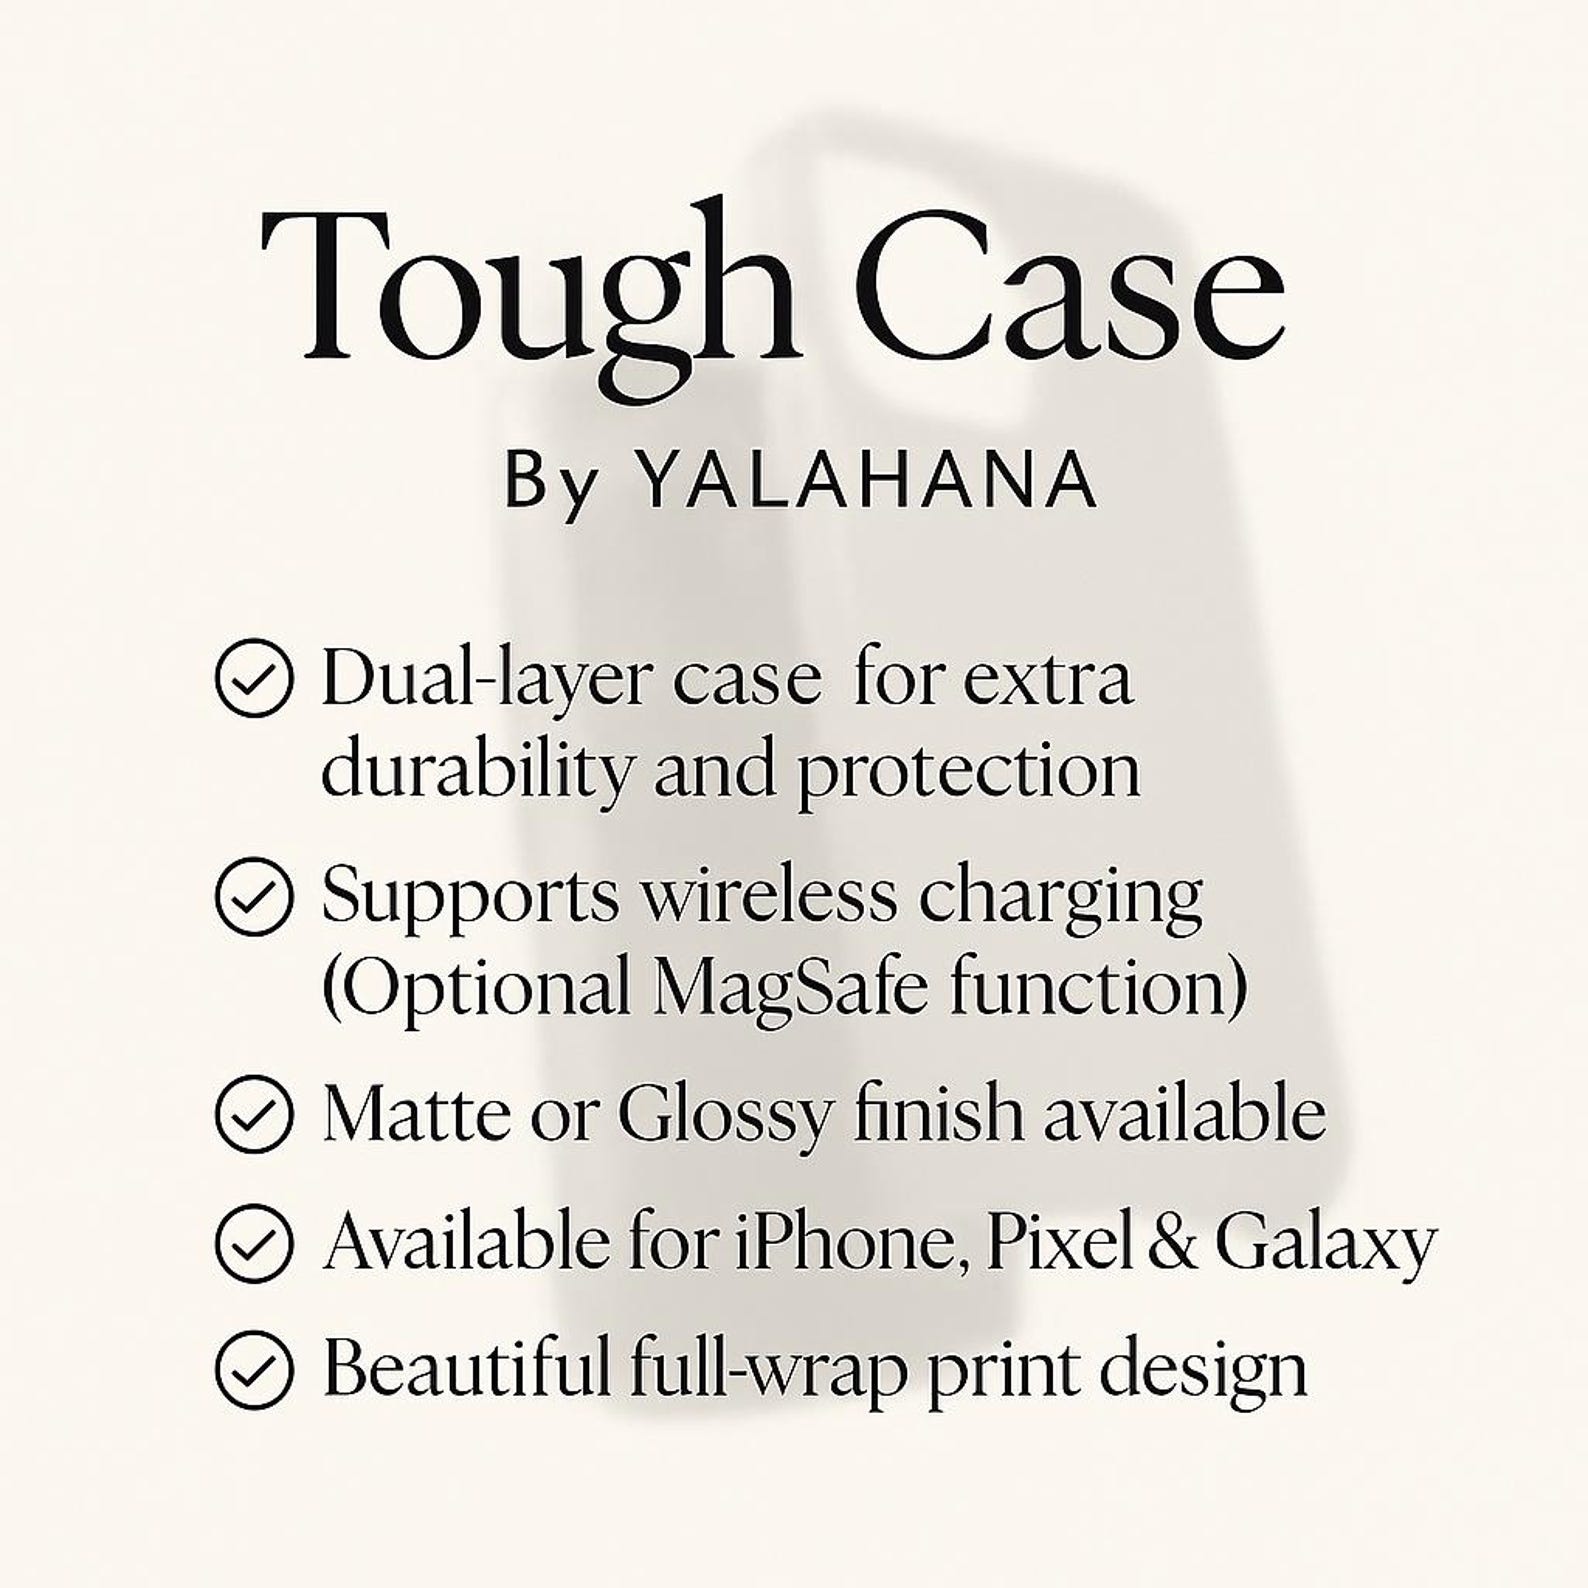 Tough Case
By YALAHANA
Dual-layer case for extra
durability and protection
Supports wireless charging
(Optional MagSafe function)
Matte or Glossy finish available
Available for iPhone, Pixel & Galaxy
Beautiful full-wrap print design